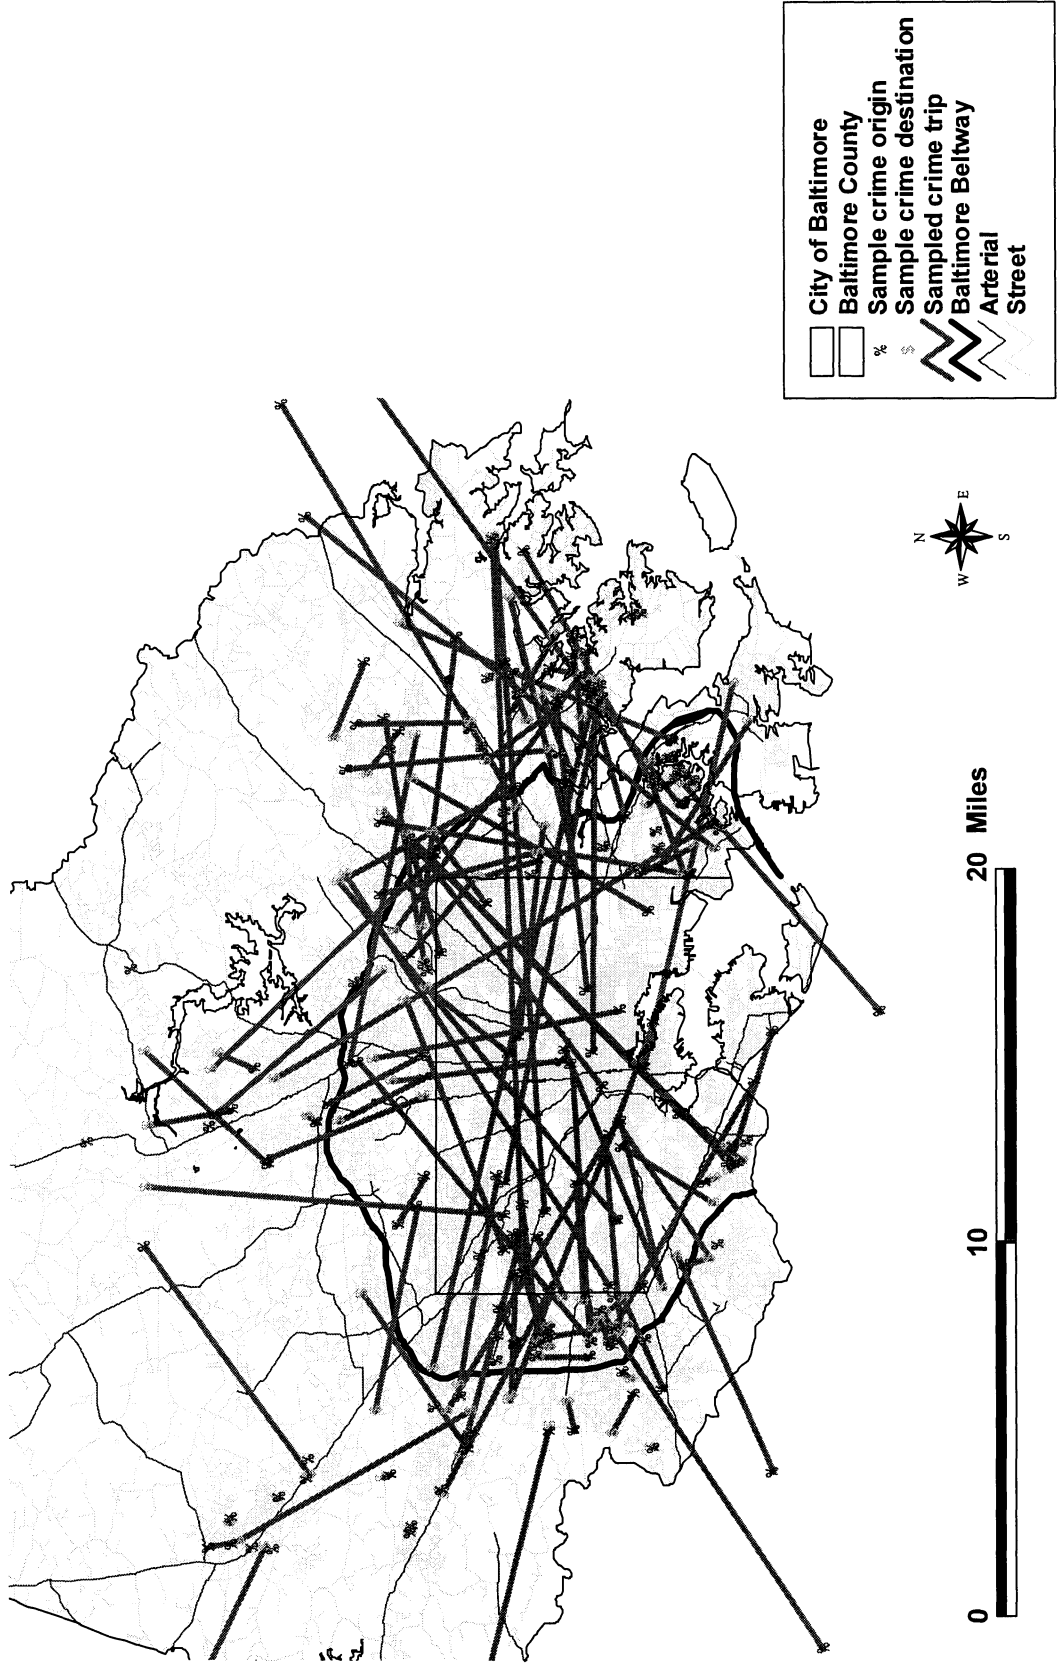 City of Baltimore
Baltimore County
% Sample crime origin
$ Sample crime destination
Sampled crime trip
Baltimore Beltway
Arterial
Street
N
W
E
S
0
10
20 Miles